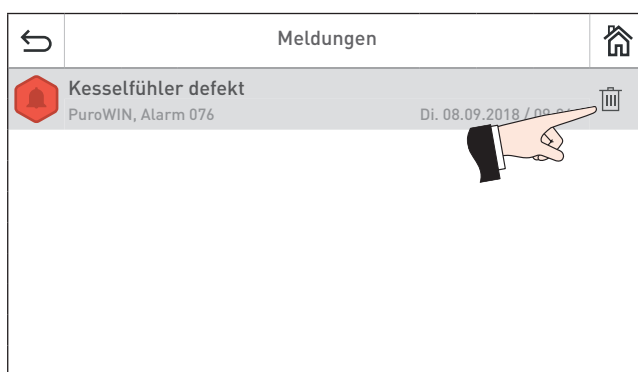 Meldungen
Kesselfühler defekt
PuroWIN, Alarm 076
Di. 08.09.2018 /